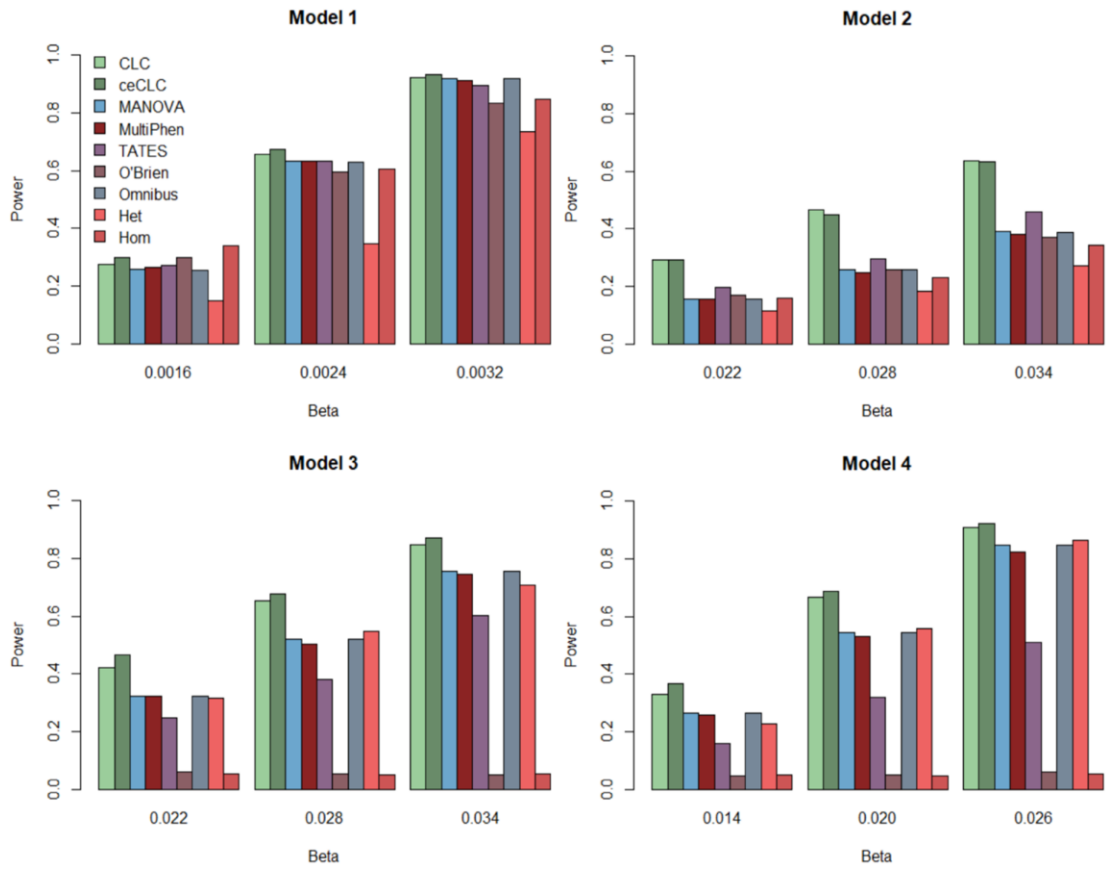 Model 1
Power
0.0
0.2
0.4
0.6
0.8
1.0
CLC
ceCLC
MANOVA
MultiPhen
TATES
O'Brien
Omnibus
Het
Hom
0.0016
0.0024
0.0032
Beta
Model 2
Power
0.0
0.2
0.4
0.6
0.8
1.0
0.022
0.028
0.034
Beta
Model 3
Power
0.0
0.2
0.4
0.6
0.8
1.0
0.022
0.028
0.034
Beta
Model 4
Power
0.0
0.2
0.4
0.6
0.8
1.0
0.014
0.020
0.026
Beta